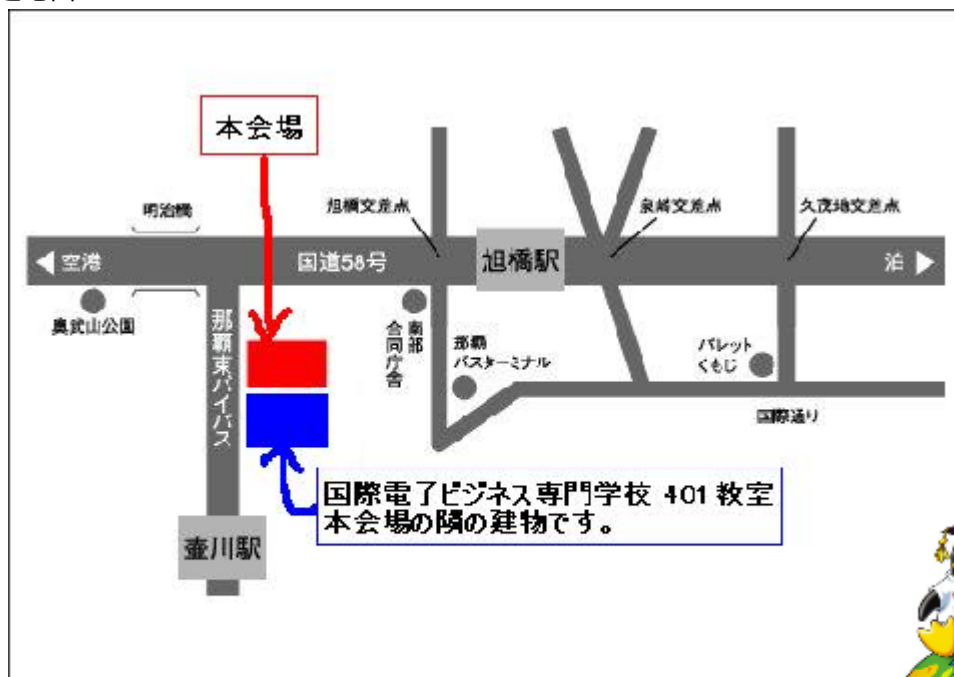 本会場
明治橋
旭橋交差点
泉崎交差点
久茂地交差点
空港
国道58号
旭橋駅
泊
奥武山公園
那覇東バイパス
南部
合同庁舎
那覇
バスターミナル
パレット
くもじ
国際通り
国際電子ビジネス専門学校 401 教室
本会場の隣の建物です。
壷川駅